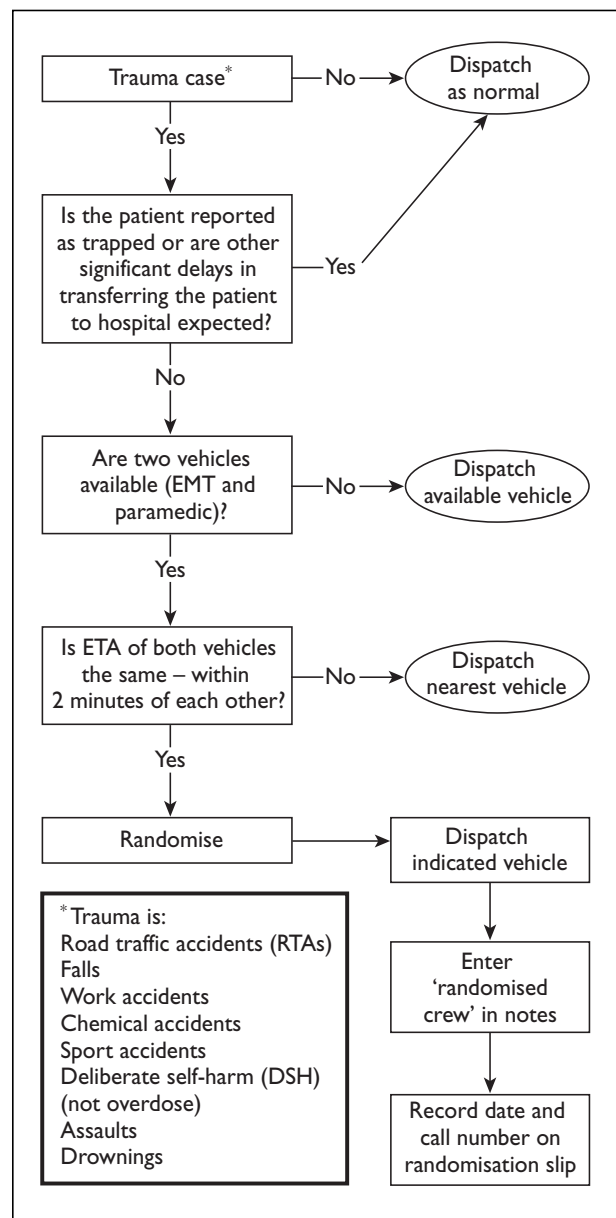 Trauma case*
No
Dispatch
as normal
Yes
Is the patient reported
as trapped or are other
significant delays in
transferring the patient
to hospital expected?
Yes
No
Are two vehicles
available (EMT and
paramedic)?
No
Dispatch
available vehicle
Yes
Is ETA of both vehicles
the same – within
2 minutes of each other?
No
Dispatch
nearest vehicle
Yes
Randomise
Dispatch
indicated vehicle
Enter
‘randomised
crew’ in notes
Record date and
call number on
randomisation slip
*Trauma is:
Road traffic accidents (RTAs)
Falls
Work accidents
Chemical accidents
Sport accidents
Deliberate self-harm (DSH)
(not overdose)
Assaults
Drownings